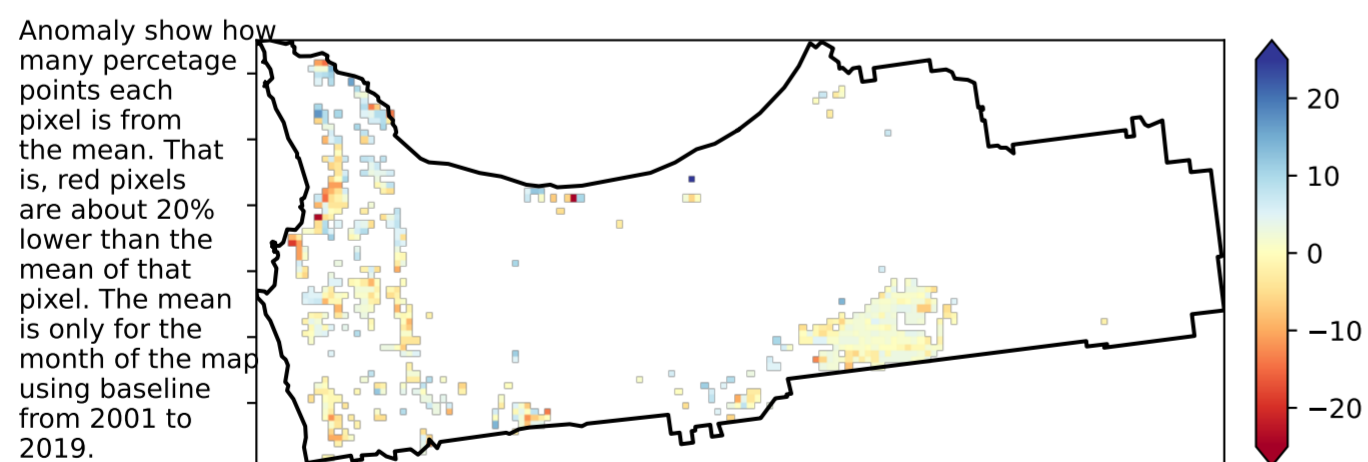 Anomaly show how
many percetage
points each
pixel is from
the mean. That
is, red pixels
are about 20%
lower than the
mean of that
pixel. The mean
is only for the
month of the map
using baseline
from 2001 to
2019.
20
10
0
−10
−20